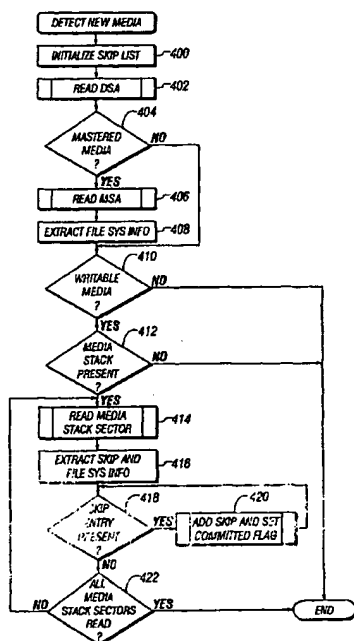 DETECT NEW MEDIA
INITIALIZE SKIP LIST
400
READ DSA
402
404
MASTERED
MEDIA
?
NO
YES
READ MSA
406
EXTRACT FILE SYS INFO
408
410
WRITABLE
MEDIA
?
NO
YES
412
MEDIA
STACK
PRESENT
?
NO
YES
READ MEDIA
STACK SECTOR
414
EXTRACT SKIP AND
FILE SYS INFO
416
418
SKIP
ENTRY
PRESENT
?
YES
420
ADD SKIP AND SET
COMMITTED FLAG
NO
422
ALL
MEDIA
STACK SECTORS
READ
?
NO
YES
END